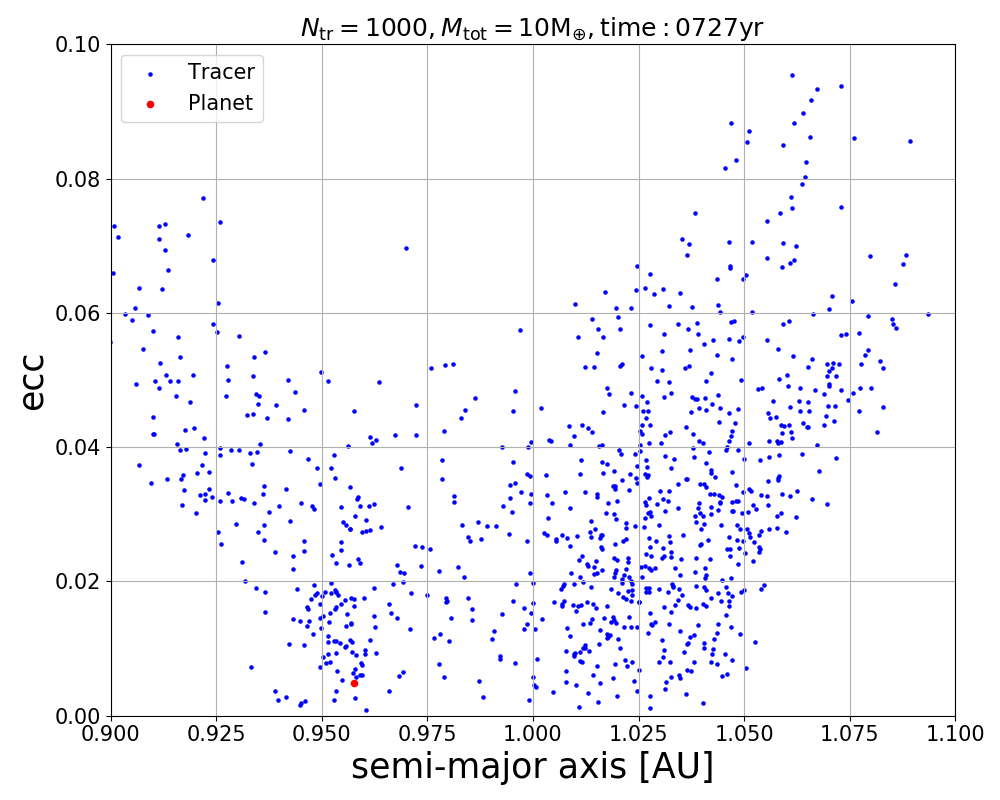 N_tr = 1000, M_tot = 10M_⊕, time : 0727yr
0.10
Tracer
Planet
0.08
0.06
ecc
0.04
0.02
0.00
0.900 0.925 0.950 0.975 1.000 1.025 1.050 1.075 1.100
semi-major axis [AU]